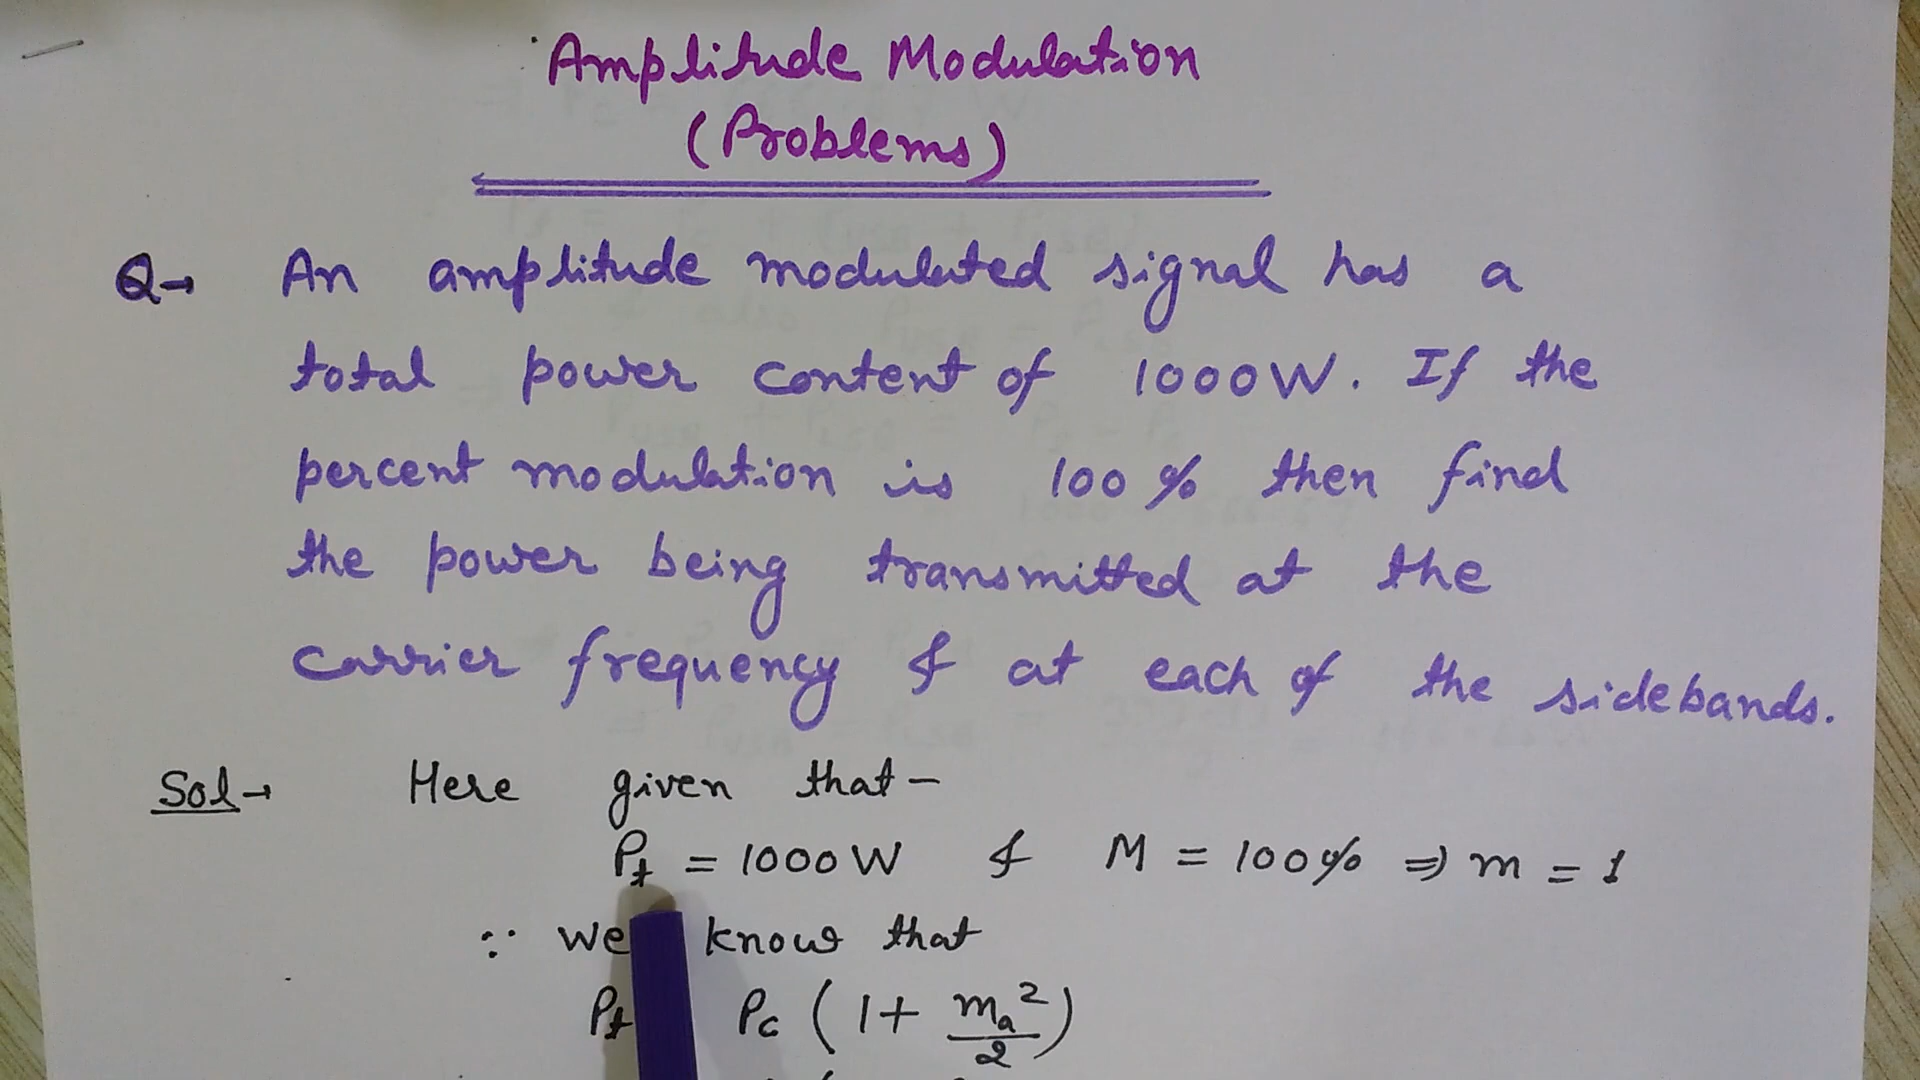 Amplitude Modulation
(Problems)
Q→ An amplitude modulated signal has a
total power content of 1000W. If the
percent modulation is 100% then find
the power being transmitted at the
carrier frequency & at each of the sidebands.
Sol→ Here given that-
Pt = 1000 W & M = 100% ⇒ m = 1
∵ we know that
Pt Pc (1 + ma²/2)